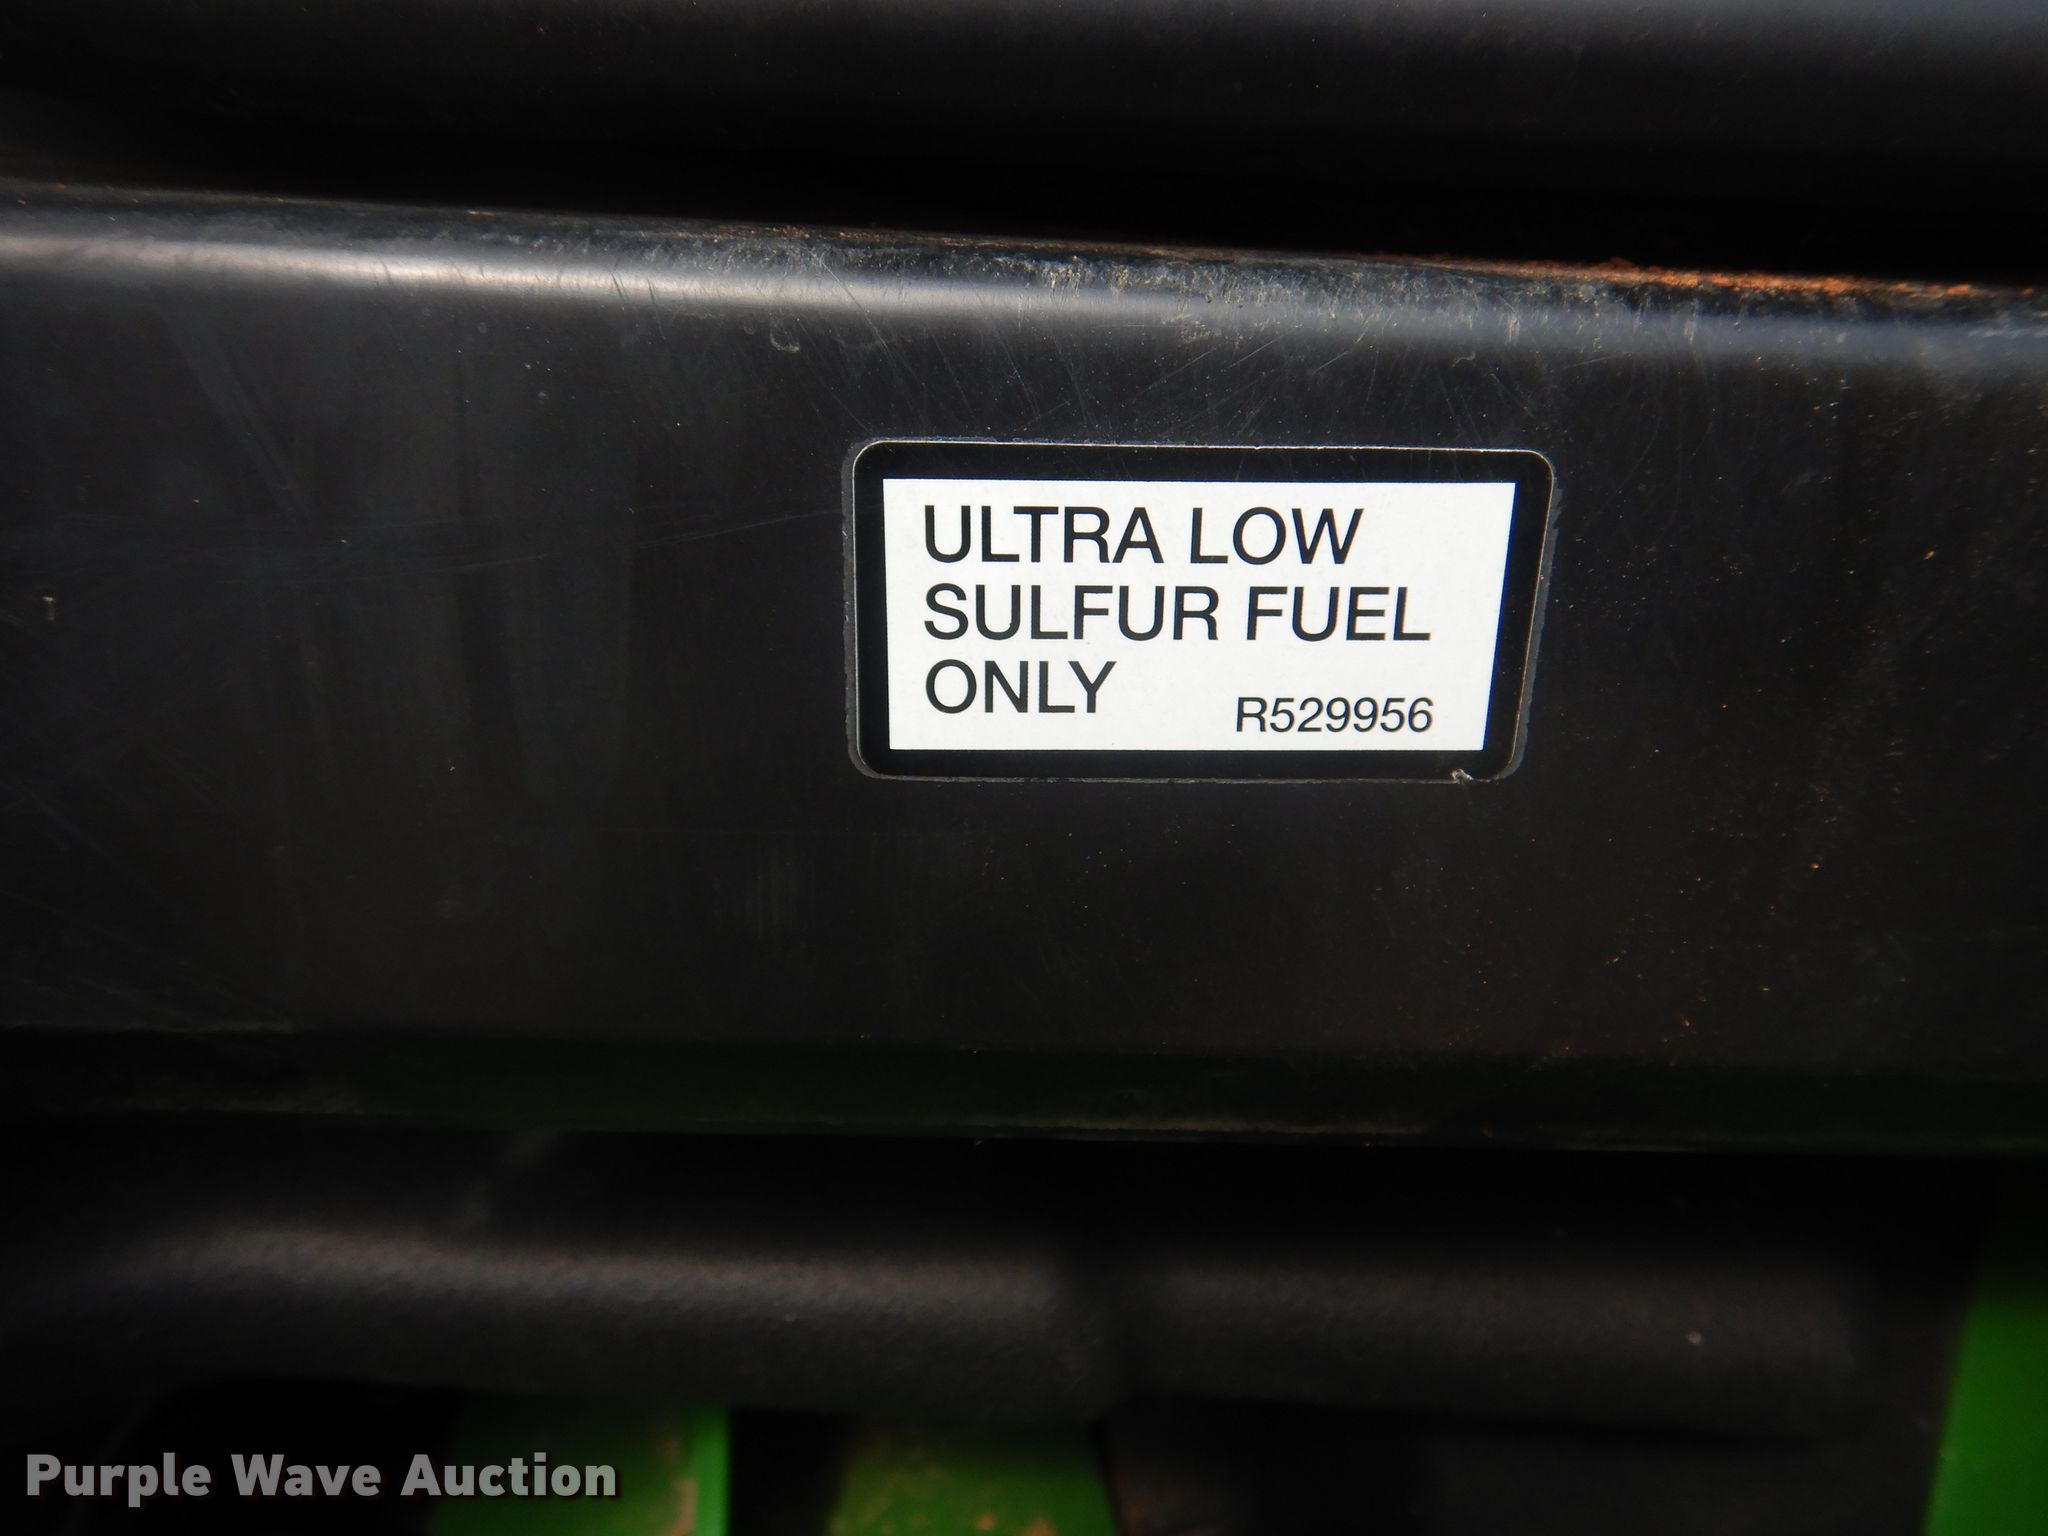 ULTRA LOW
SULFUR FUEL
ONLY R529956
Purple Wave Auction